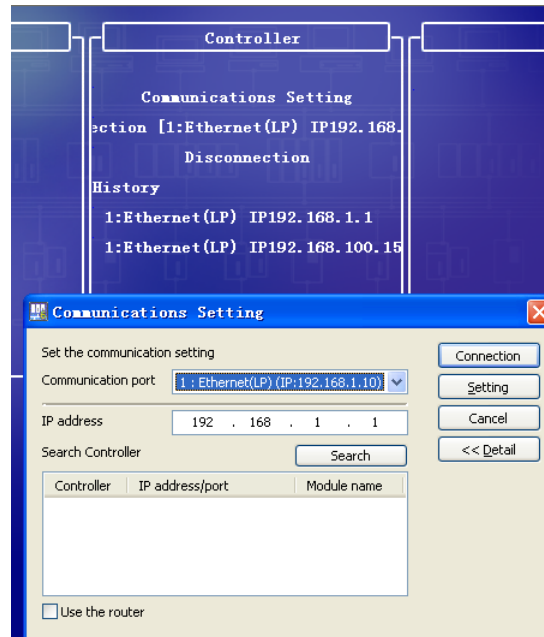 Controller
Communications Setting
ection [1:Ethernet(LP) IP192.168.
Disconnection
History
1:Ethernet(LP) IP192.168.1.1
1:Ethernet(LP) IP192.168.100.15
Communications Setting
Set the communication setting
Connection
Communication port 1 : Ethernet(LP) (IP:192.168.1.10)
Setting
IP address 192 . 168 . 1 . 1
Cancel
Search Controller Search
<< Detail
Controller IP address/port Module name
Use the router